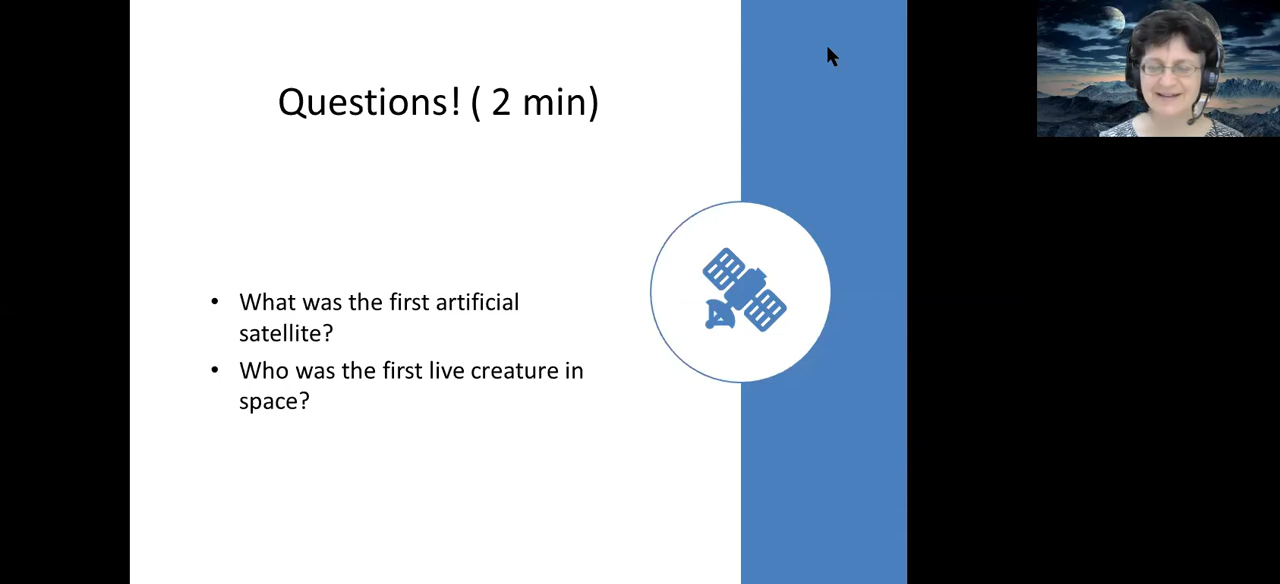 Questions! ( 2 min)
• What was the first artificial
satellite?
• Who was the first live creature in
space?